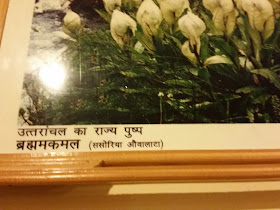 उत्तरांचल का राज्य पुष्प
ब्रह्मकमल (ससोरिया औवालाटा)